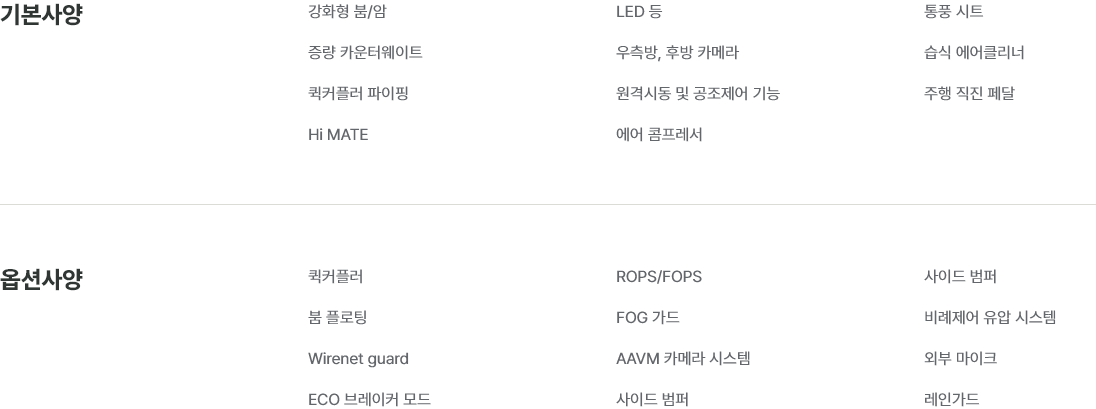 기본사양
강화형 붐/암
LED 등
통풍 시트
증량 카운터웨이트
우측방, 후방 카메라
습식 에어클리너
퀵커플러 파이핑
원격시동 및 공조제어 기능
주행 직진 페달
Hi MATE
에어 콤프레서
옵션사양
퀵커플러
ROPS/FOPS
사이드 범퍼
붐 플로팅
FOG 가드
비례제어 유압 시스템
Wirenet guard
AAVM 카메라 시스템
외부 마이크
ECO 브레이커 모드
사이드 범퍼
레인가드